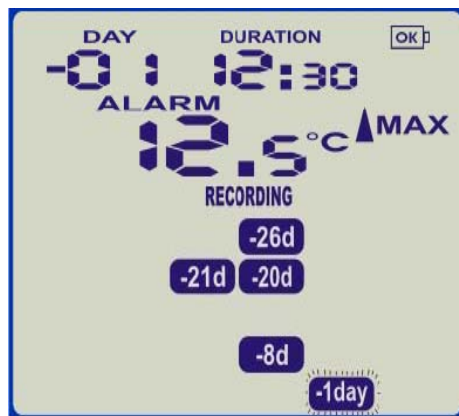 DAY DURATION OK
-01 12:30
ALARM
12.5°C MAX
RECORDING
-26d
-21d -20d
-8d
-1day